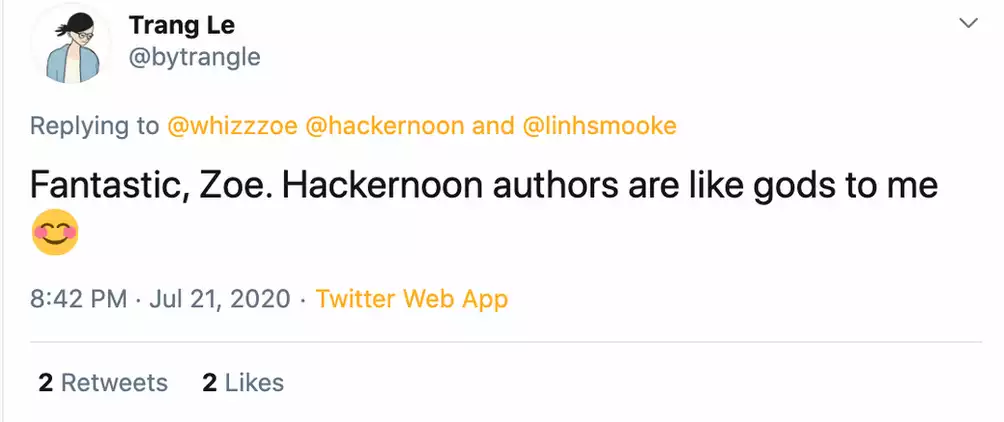 Trang Le
@bytrangle
Replying to @whizzzoe @hackernoon and @linhsmooke
Fantastic, Zoe. Hackernoon authors are like gods to me
😊
8:42 PM · Jul 21, 2020 · Twitter Web App
2 Retweets 2 Likes